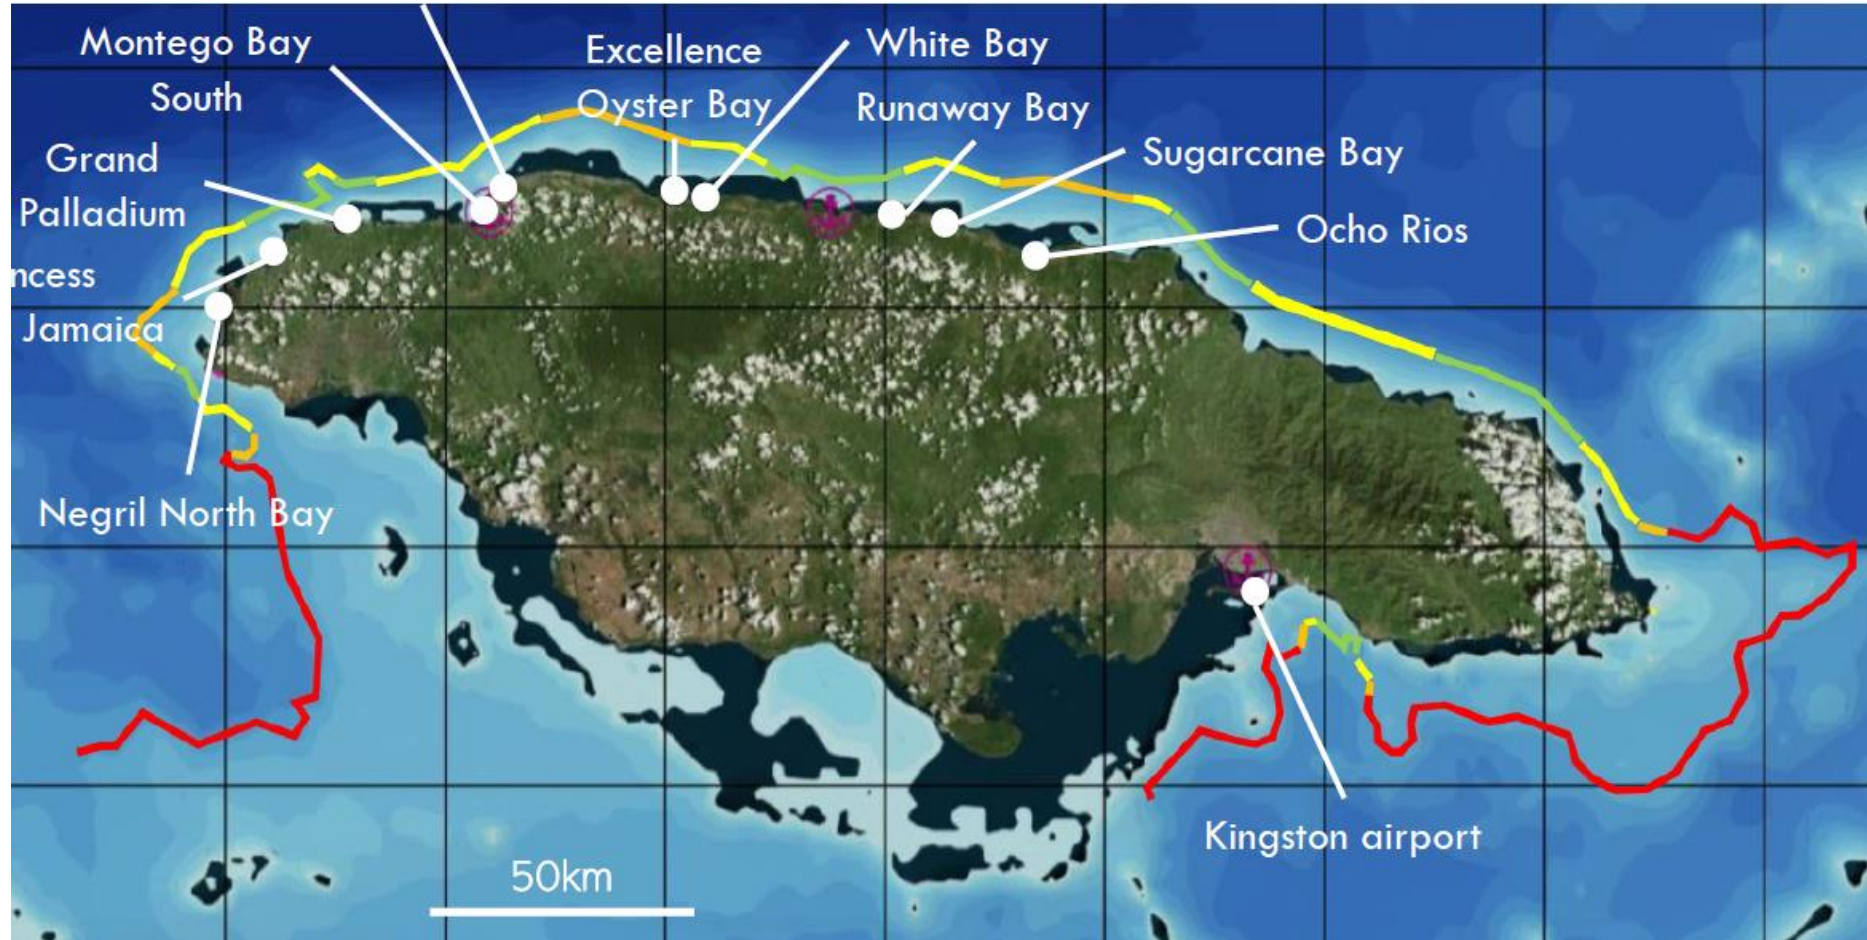 Montego Bay
South
Excellence
Oyster Bay
White Bay
Runaway Bay
Sugarcane Bay
Ocho Rios
Grand
Palladium
ncess
Jamaica
Negril North Bay
Kingston airport
50km